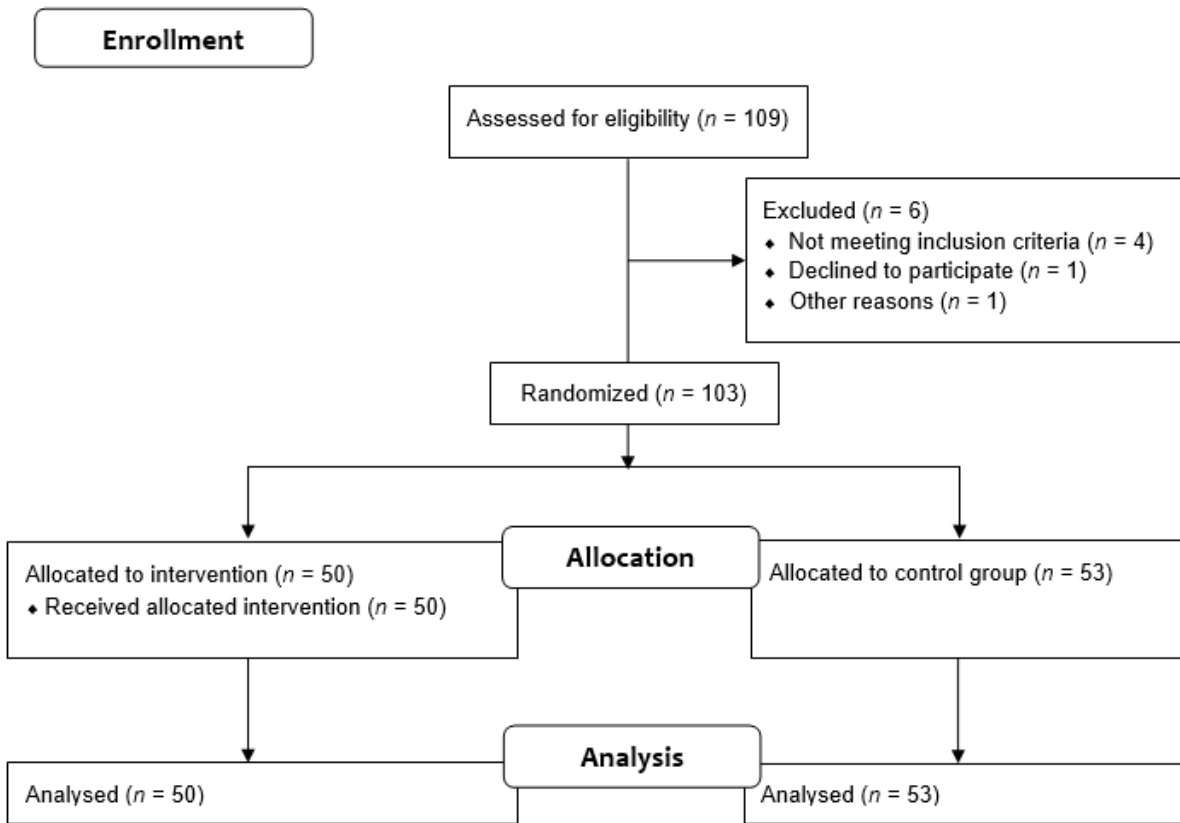 Enrollment
Assessed for eligibility (n = 109)
Excluded (n = 6)
⬥ Not meeting inclusion criteria (n = 4)
⬥ Declined to participate (n = 1)
⬥ Other reasons (n = 1)
Randomized (n = 103)
Allocation
Allocated to intervention (n = 50)
⬥ Received allocated intervention (n = 50)
Allocated to control group (n = 53)
Analysis
Analysed (n = 50)
Analysed (n = 53)